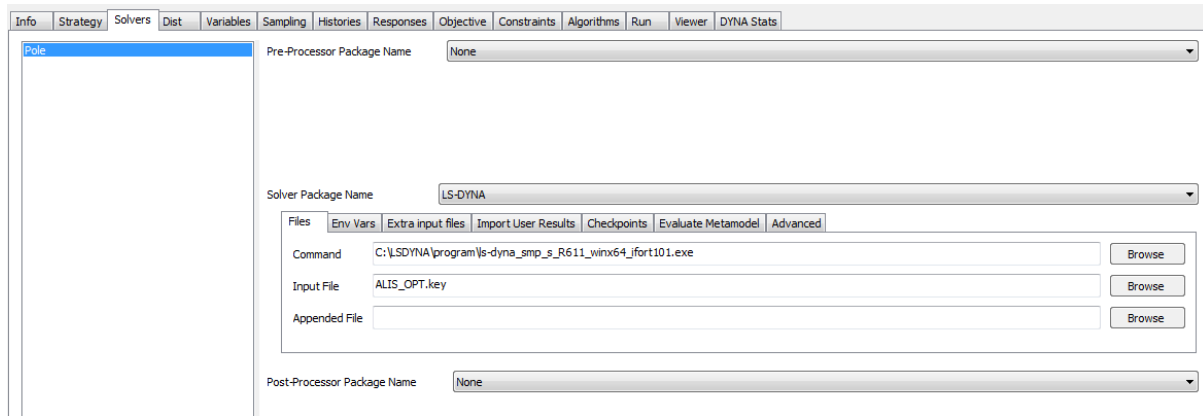 Info Strategy Solvers Dist Variables Sampling Histories Responses Objective Constraints Algorithms Run Viewer DYNA Stats
Pole
Pre-Processor Package Name None
Solver Package Name LS-DYNA
Files Env Vars Extra input files Import User Results Checkpoints Evaluate Metamodel Advanced
Command C:\LSDYNA\program\ls-dyna_smp_s_R611_winx64_ifort101.exe Browse
Input File ALIS_OPT.key Browse
Appended File Browse
Post-Processor Package Name None